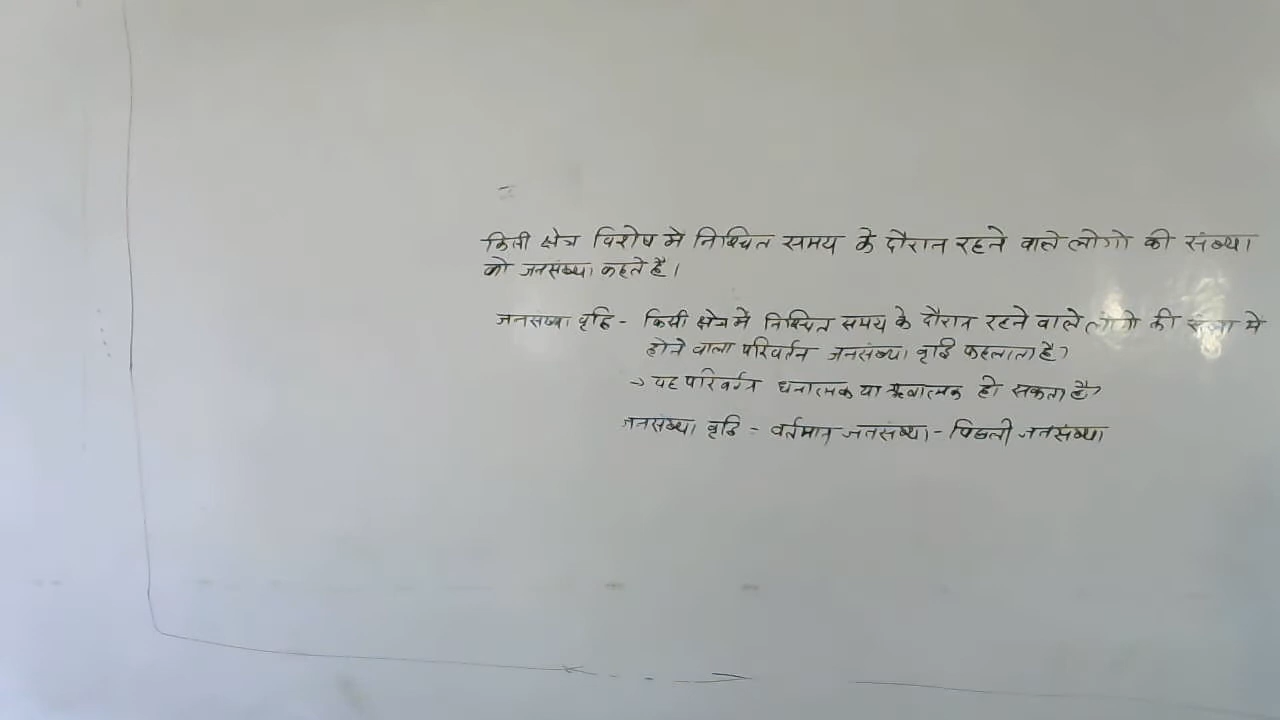 किसी क्षेत्र विशेष मे निश्चित समय के दौरान रहने वाले लोगो की संख्या
को जनसंख्या कहते है।
जनसंख्या वृद्धि - किसी क्षेत्र मे निश्चित समय के दौरान रहने वाले लोगो की संख्या में
होने वाला परिवर्तन जनसंख्या वृद्धि कहलाता है।
→ यह परिवर्तन धनात्मक या ऋणात्मक हो सकता है।
जनसंख्या वृद्धि = वर्तमान जनसंख्या - पिछली जनसंख्या